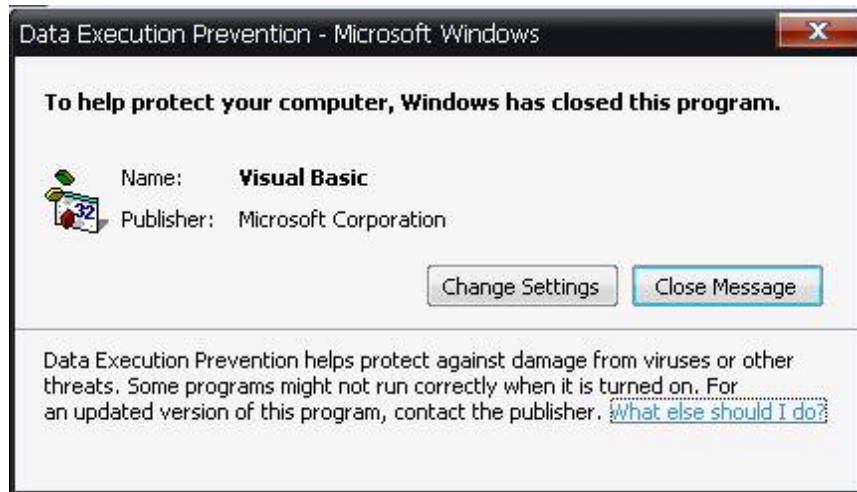 Data Execution Prevention - Microsoft Windows
To help protect your computer, Windows has closed this program.
Name: Visual Basic
32
Publisher: Microsoft Corporation
Change Settings Close Message
Data Execution Prevention helps protect against damage from viruses or other
threats. Some programs might not run correctly when it is turned on. For
an updated version of this program, contact the publisher. What else should I do?